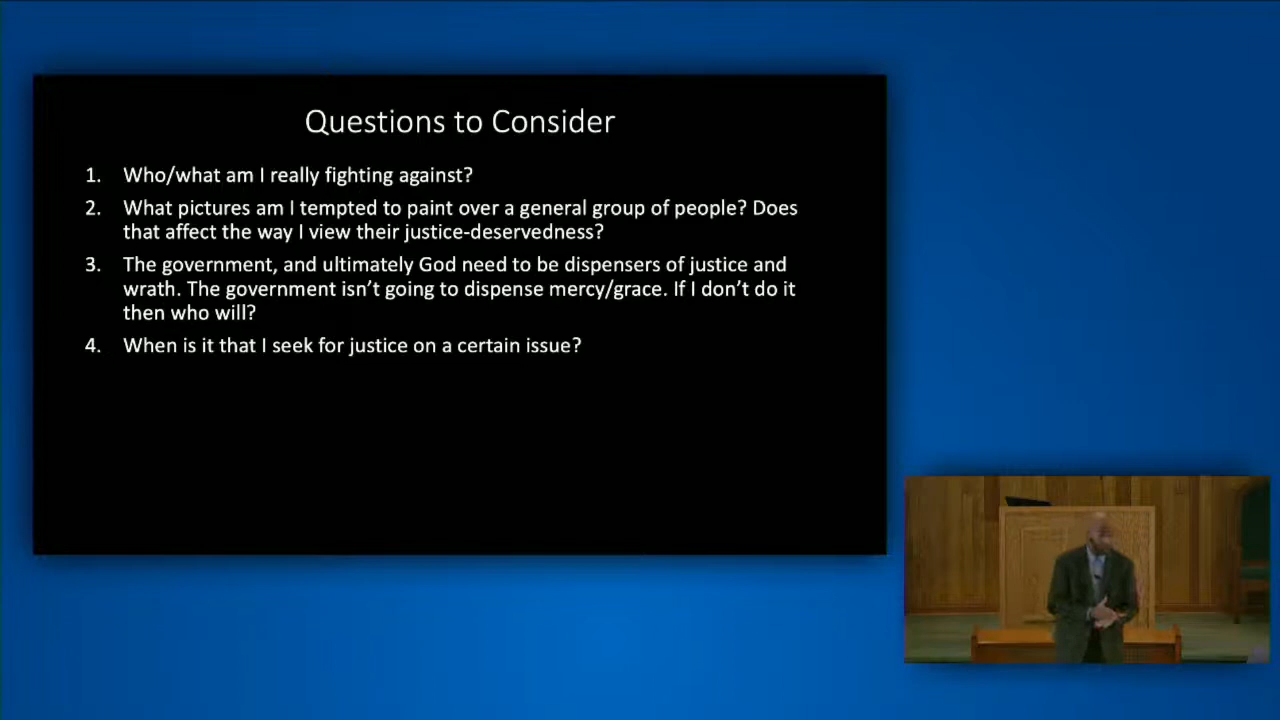 Questions to Consider
1. Who/what am I really fighting against?
2. What pictures am I tempted to paint over a general group of people? Does
that affect the way I view their justice-deservedness?
3. The government, and ultimately God need to be dispensers of justice and
wrath. The government isn’t going to dispense mercy/grace. If I don’t do it
then who will?
4. When is it that I seek for justice on a certain issue?